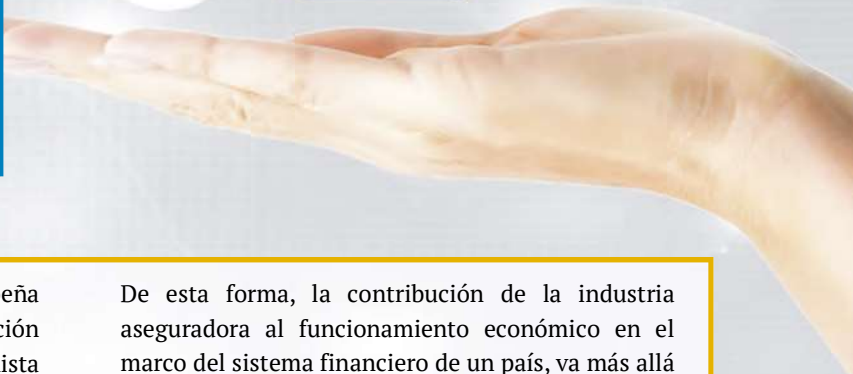 De esta forma, la contribución de la industria
aseguradora al funcionamiento económico en el
marco del sistema financiero de un país, va más allá